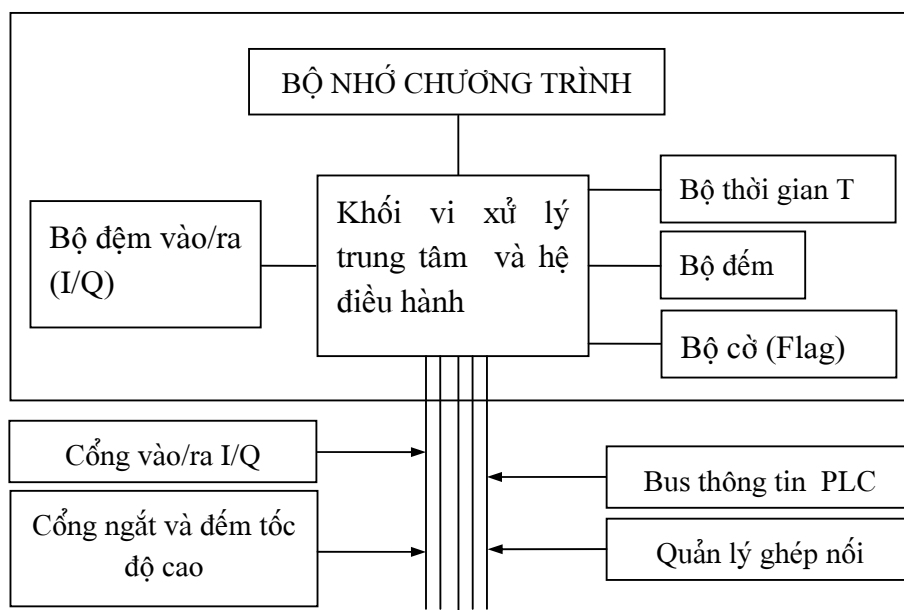 BỘ NHỚ CHƯƠNG TRÌNH
Bộ đệm vào/ra
(I/Q)
Khối vi xử lý
trung tâm và hệ
điều hành
Bộ thời gian T
Bộ đếm
Bộ cờ (Flag)
Cổng vào/ra I/Q
Cổng ngắt và đếm tốc
độ cao
Bus thông tin PLC
Quản lý ghép nối